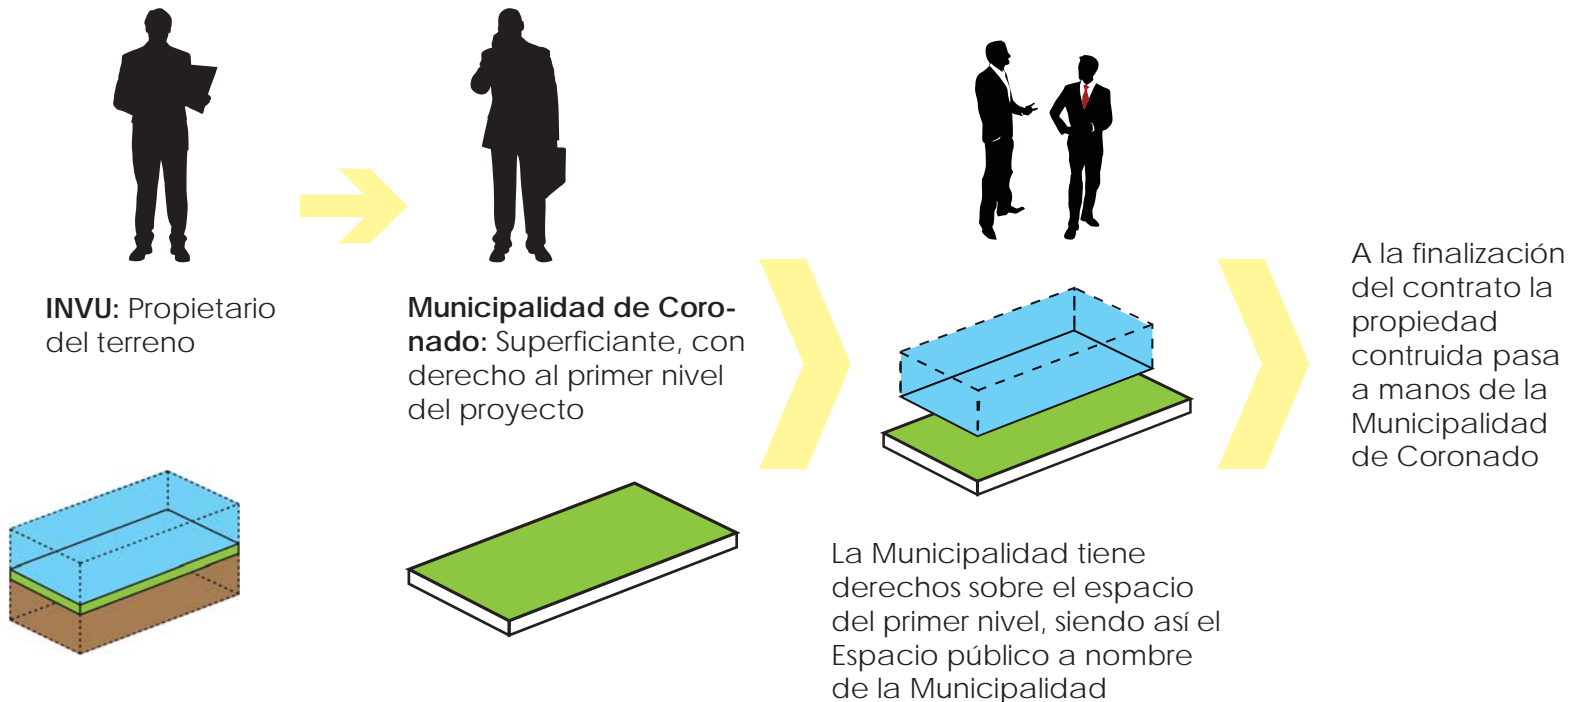 INVU: Propietario
del terreno
Municipalidad de Coro-
nado: Superficiante, con
derecho al primer nivel
del proyecto
La Municipalidad tiene
derechos sobre el espacio
del primer nivel, siendo así el
Espacio público a nombre
de la Municipalidad
A la finalización
del contrato la
propiedad
contruida pasa
a manos de la
Municipalidad
de Coronado